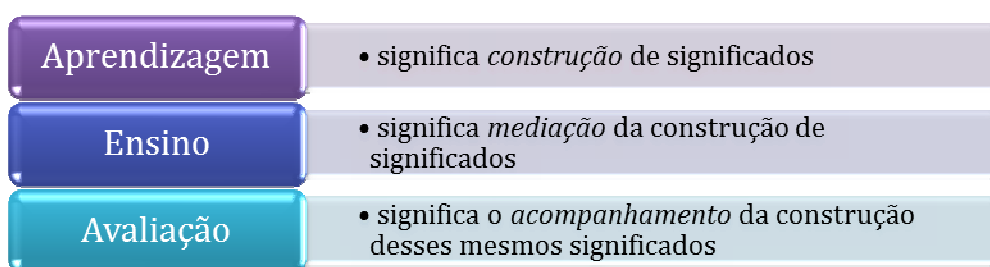 Aprendizagem
• significa construção de significados
Ensino
• significa mediação da construção de
significados
Avaliação
• significa o acompanhamento da construção
desses mesmos significados